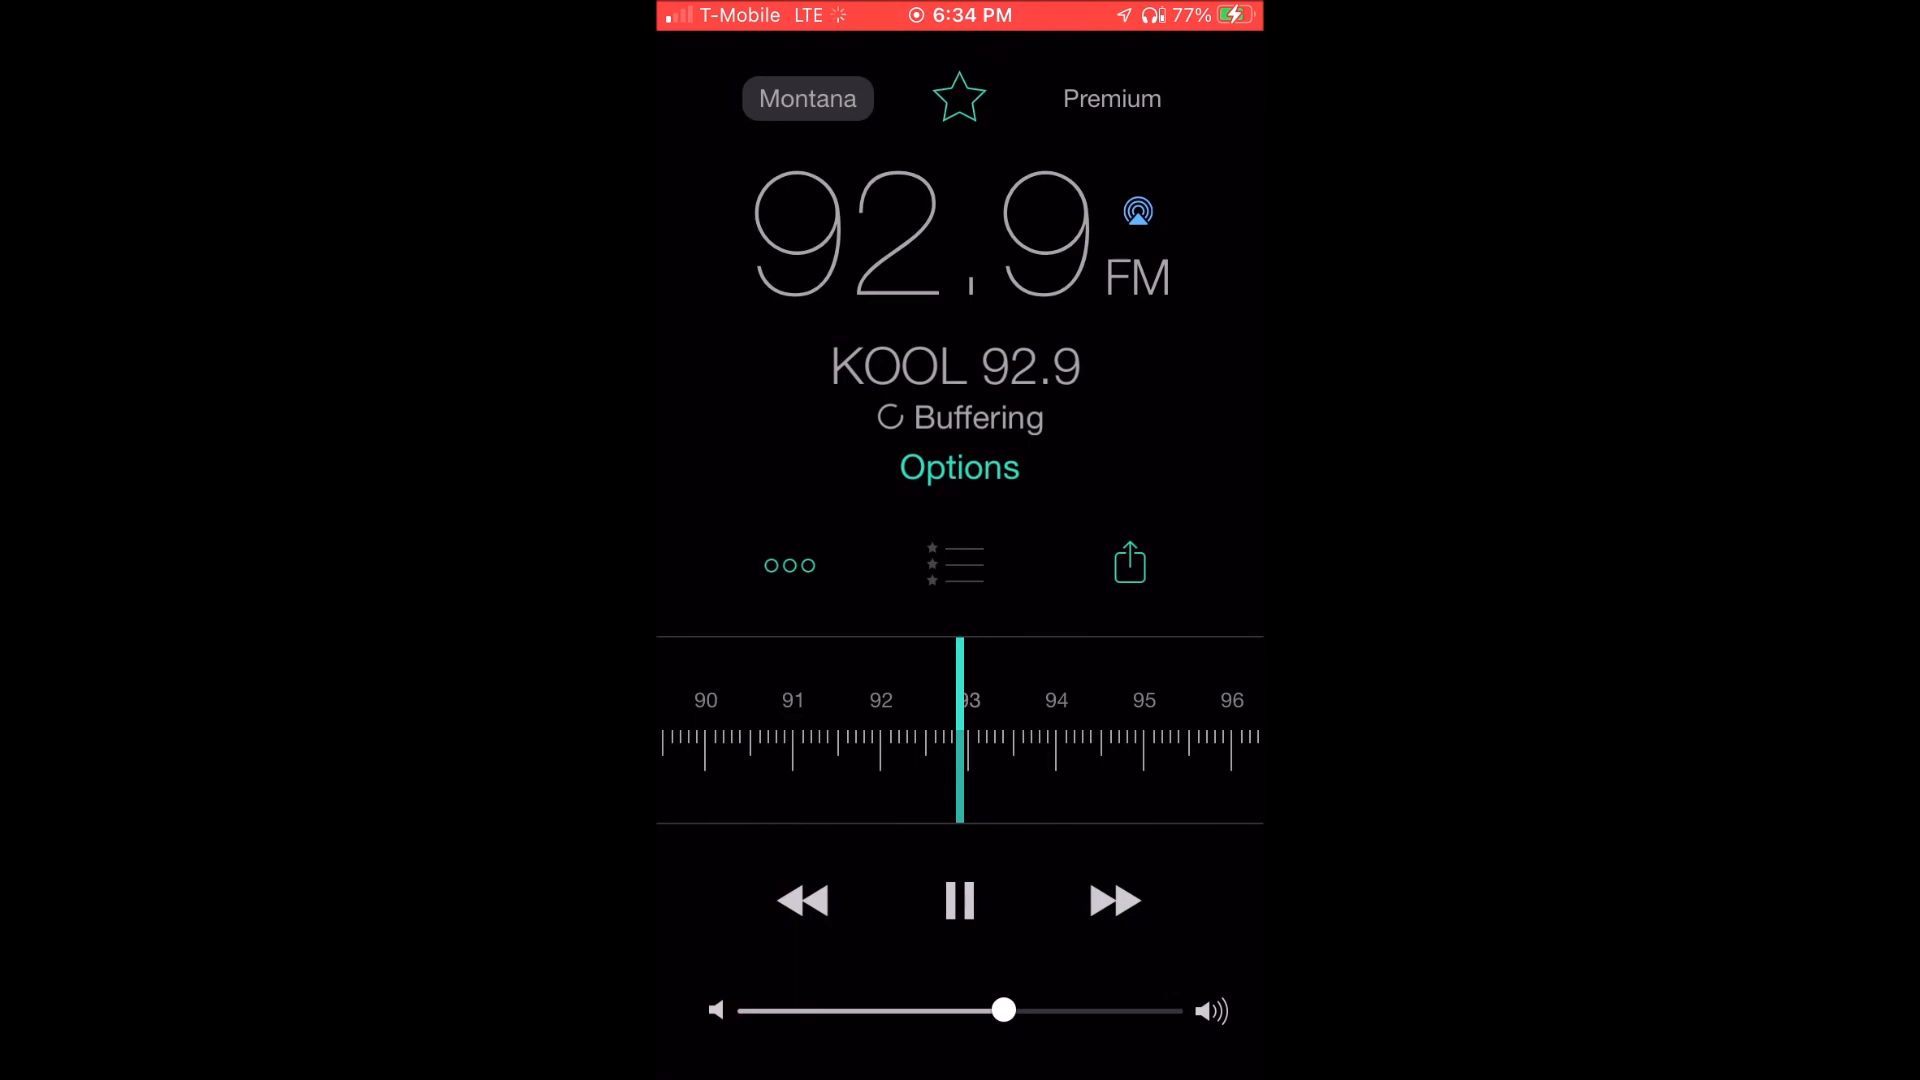 T-Mobile LTE 6:34 PM 77%
Montana Premium
92.9 FM
KOOL 92.9
Buffering
Options
90 91 92 93 94 95 96